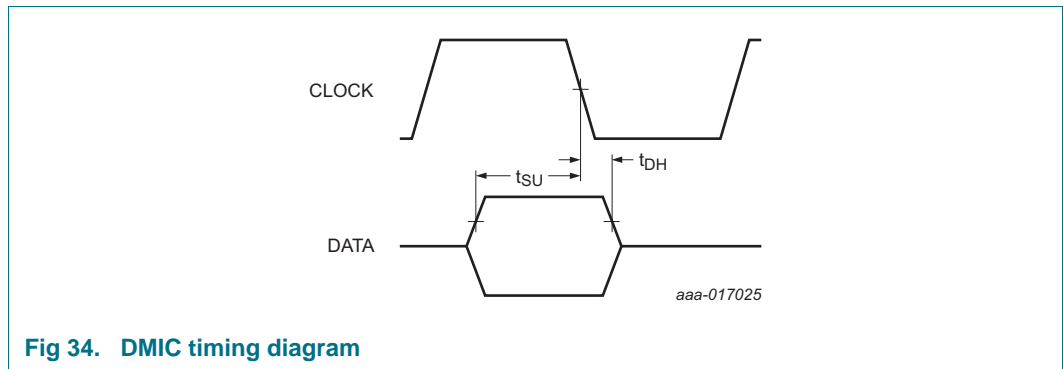 CLOCK
tDH
tSU
DATA
aaa-017025
Fig 34. DMIC timing diagram